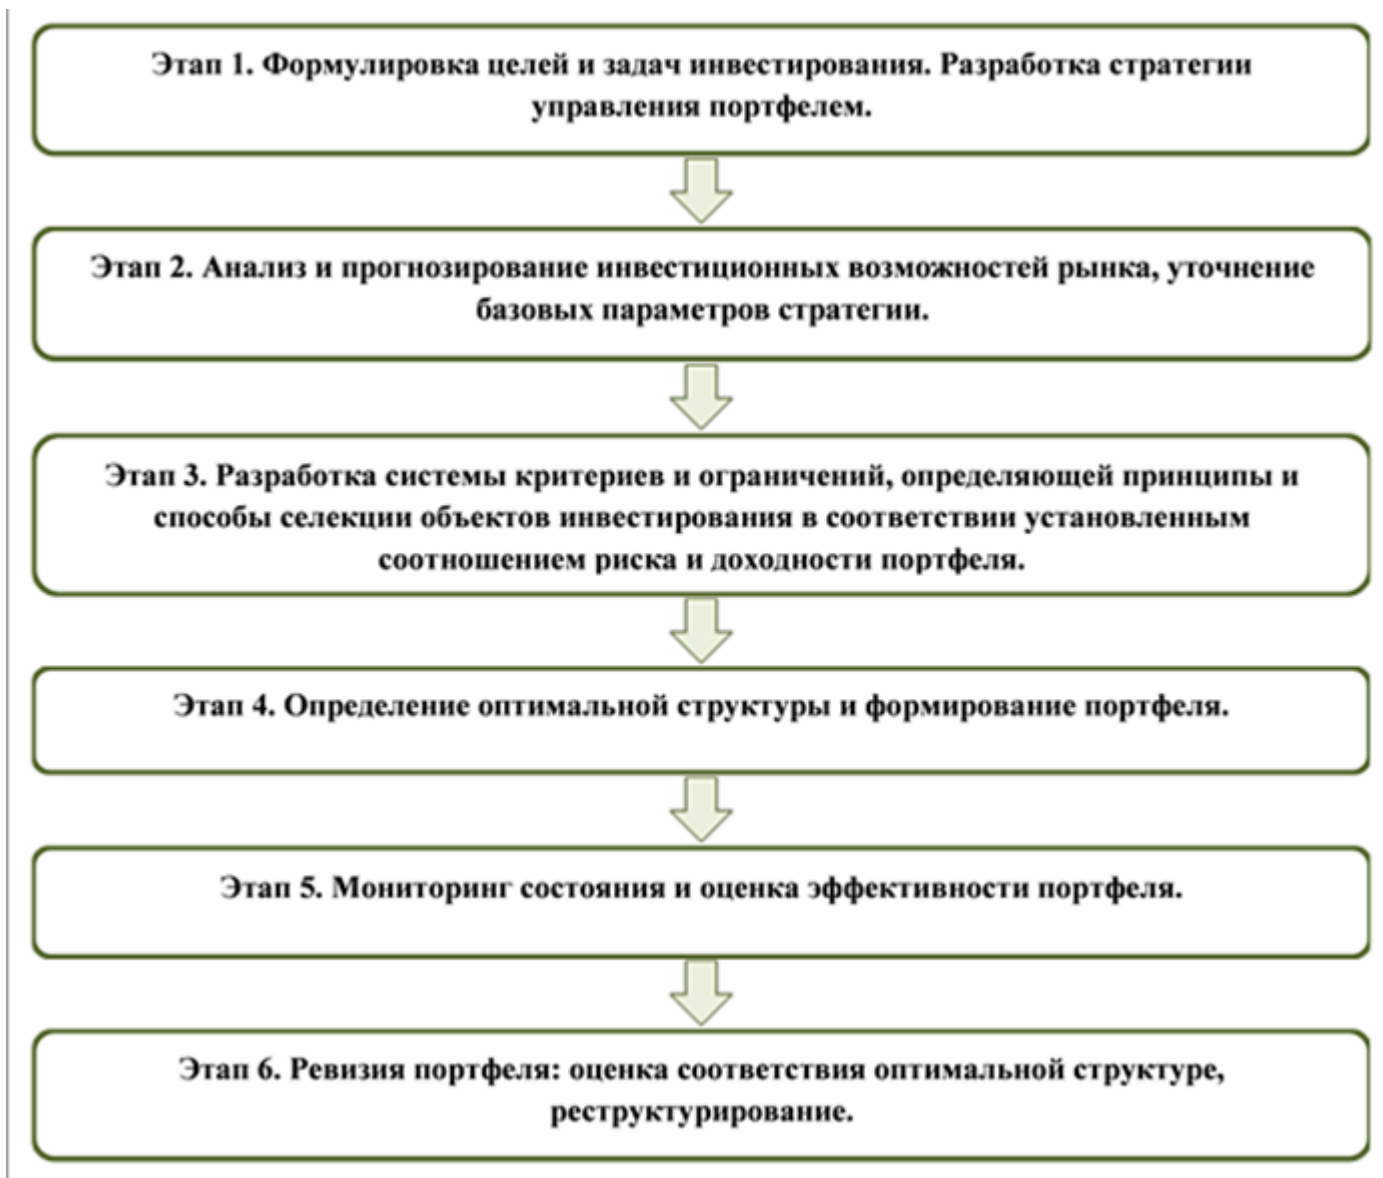 Этап 1. Формулировка целей и задач инвестирования. Разработка стратегии
управления портфелем.
Этап 2. Анализ и прогнозирование инвестиционных возможностей рынка, уточнение
базовых параметров стратегии.
Этап 3. Разработка системы критериев и ограничений, определяющей принципы и
способы селекции объектов инвестирования в соответствии установленным
соотношением риска и доходности портфеля.
Этап 4. Определение оптимальной структуры и формирование портфеля.
Этап 5. Мониторинг состояния и оценка эффективности портфеля.
Этап 6. Ревизия портфеля: оценка соответствия оптимальной структуре,
реструктурирование.